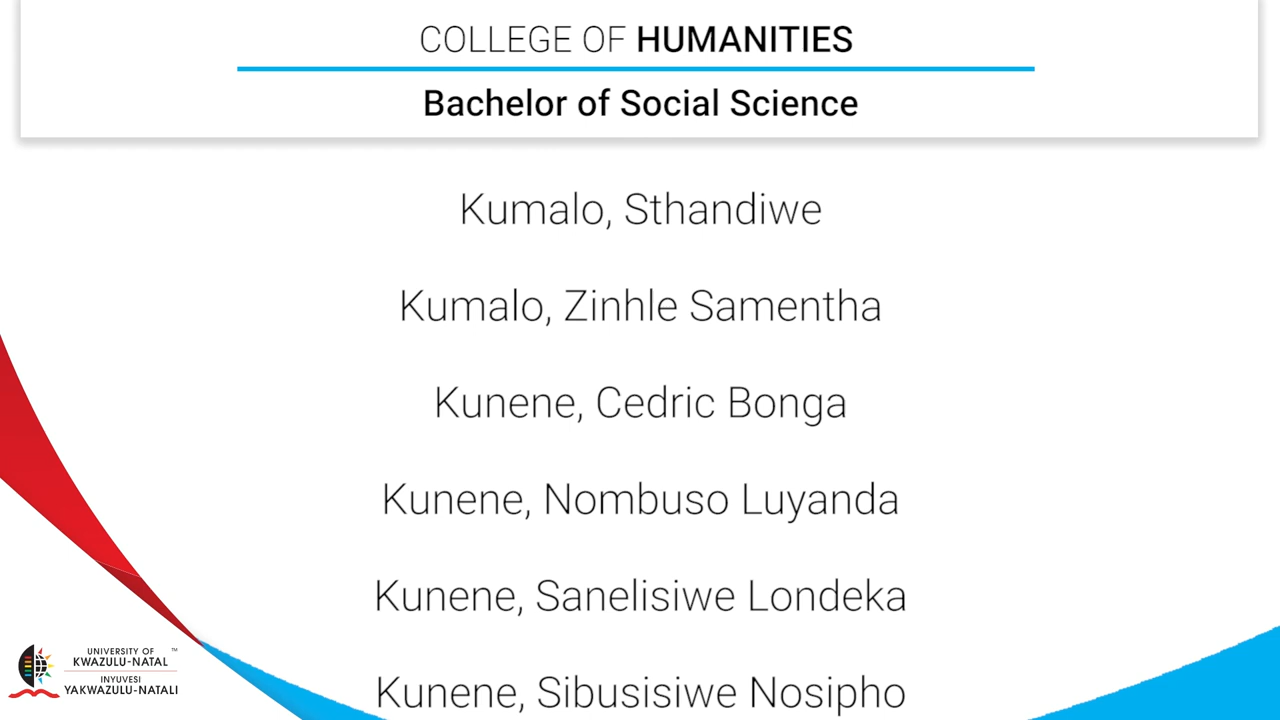 COLLEGE OF HUMANITIES
Bachelor of Social Science
Kumalo, Sthandiwe
Kumalo, Zinhle Samentha
Kunene, Cedric Bonga
Kunene, Nombuso Luyanda
Kunene, Sanelisiwe Londeka
Kunene, Sibusisiwe Nosipho
UNIVERSITY OF ™
KWAZULU-NATAL
INYUVESI
YAKWAZULU-NATALI